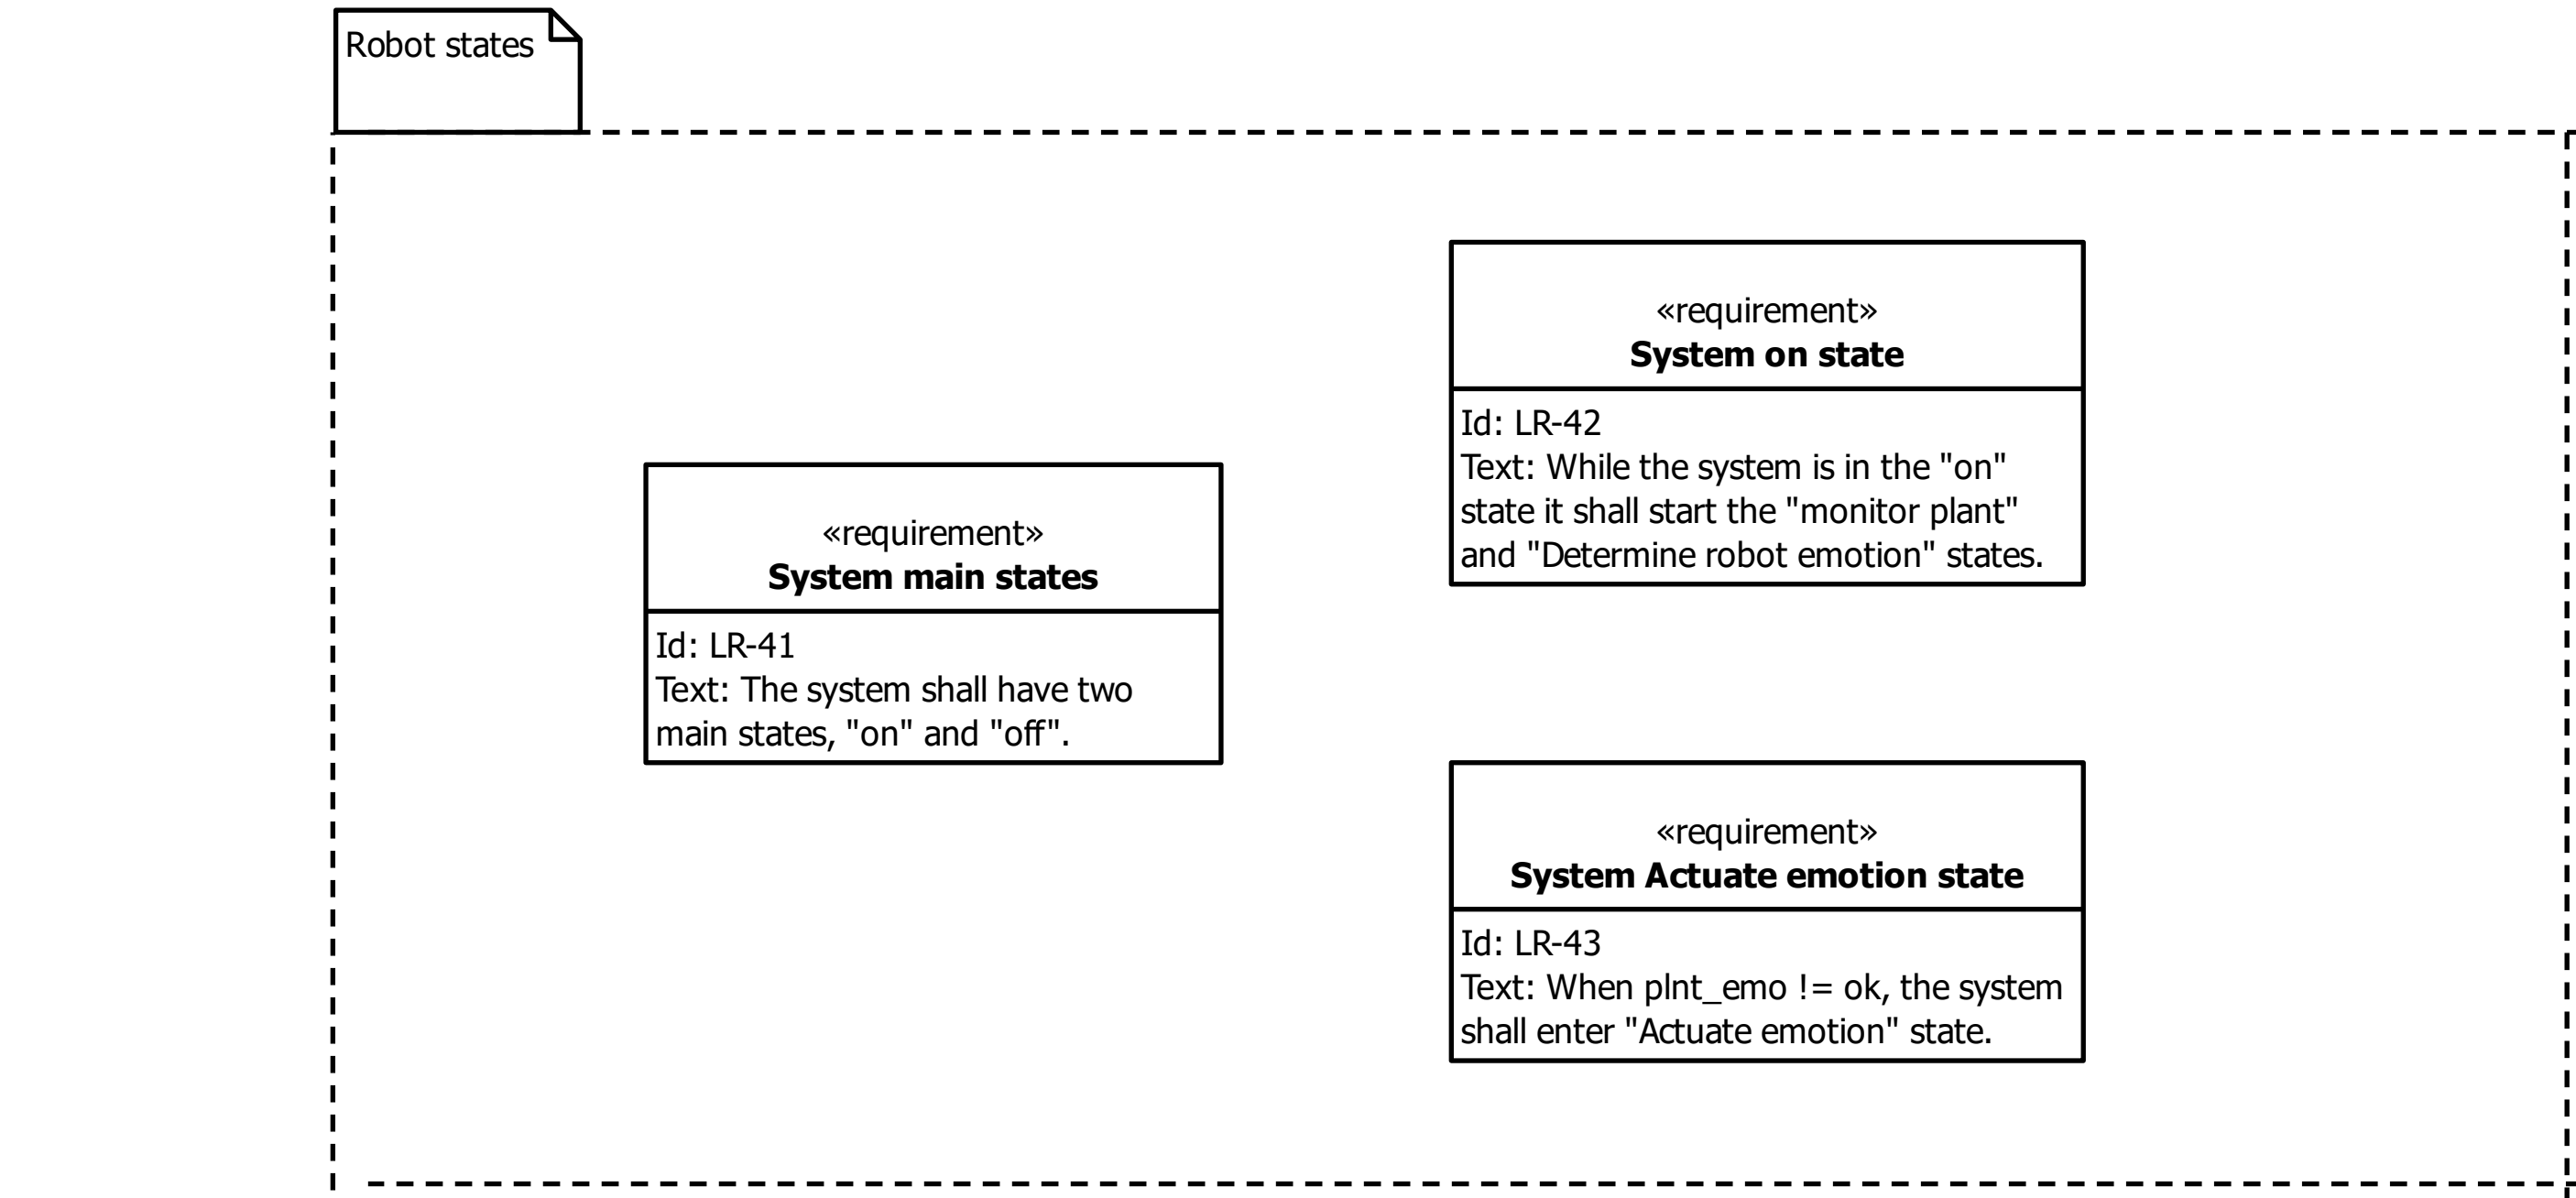 Robot states
«requirement»
System on state
Id: LR-42
Text: While the system is in the "on"
state it shall start the "monitor plant"
and "Determine robot emotion" states.
«requirement»
System main states
Id: LR-41
Text: The system shall have two
main states, "on" and "off".
«requirement»
System Actuate emotion state
Id: LR-43
Text: When plnt_emo != ok, the system
shall enter "Actuate emotion" state.